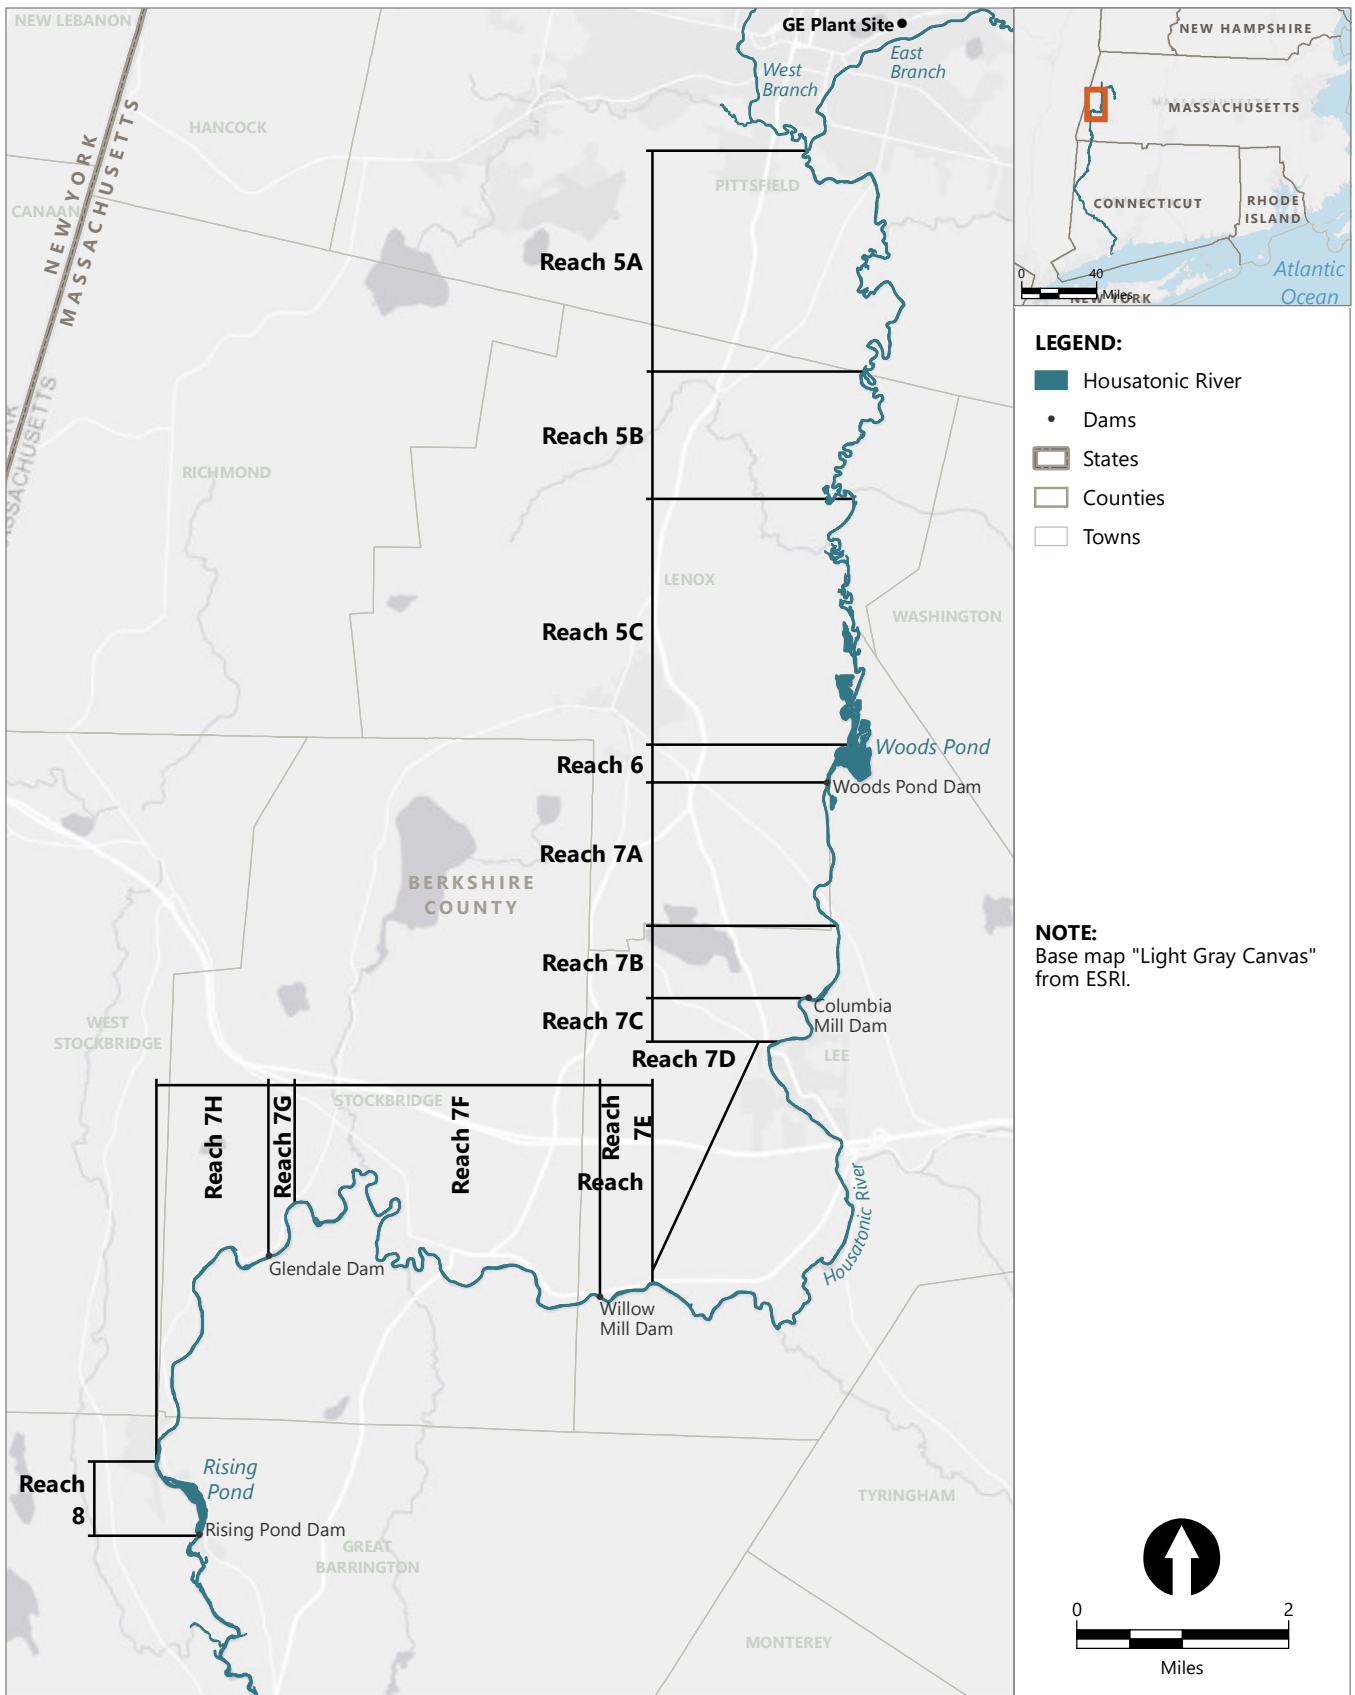 NEW LEBANON
GE Plant Site
East
Branch
West
Branch
HANCOCK
NEW YORK
MASSACHUSETTS
PITTSFIELD
CANAAN
Reach 5A
MASSACHUSETTS
Reach 5B
RICHMOND
LENOX
WASHINGTON
Reach 5C
Woods Pond
Reach 6
Woods Pond Dam
Reach 7A
BERKSHIRE
COUNTY
Reach 7B
Columbia
Mill Dam
WEST
STOCKBRIDGE
Reach 7C
LEE
Reach 7D
STOCKBRIDGE
Reach 7H
Reach 7G
Reach 7F
Reach
7E
Reach
Housatonic River
Glendale Dam
Willow
Mill Dam
Rising
Pond
Reach
8
Rising Pond Dam
TYRINGHAM
GREAT
BARRINGTON
MONTEREY
NEW HAMPSHIRE
MASSACHUSETTS
MASSACHUSETTS
CONNECTICUT
RHODE
ISLAND
Atlantic
Ocean
0 40
Miles
NEW YORK
LEGEND:
Housatonic River
Dams
States
Counties
Towns
NOTE:
Base map "Light Gray Canvas"
from ESRI.
0 2
Miles